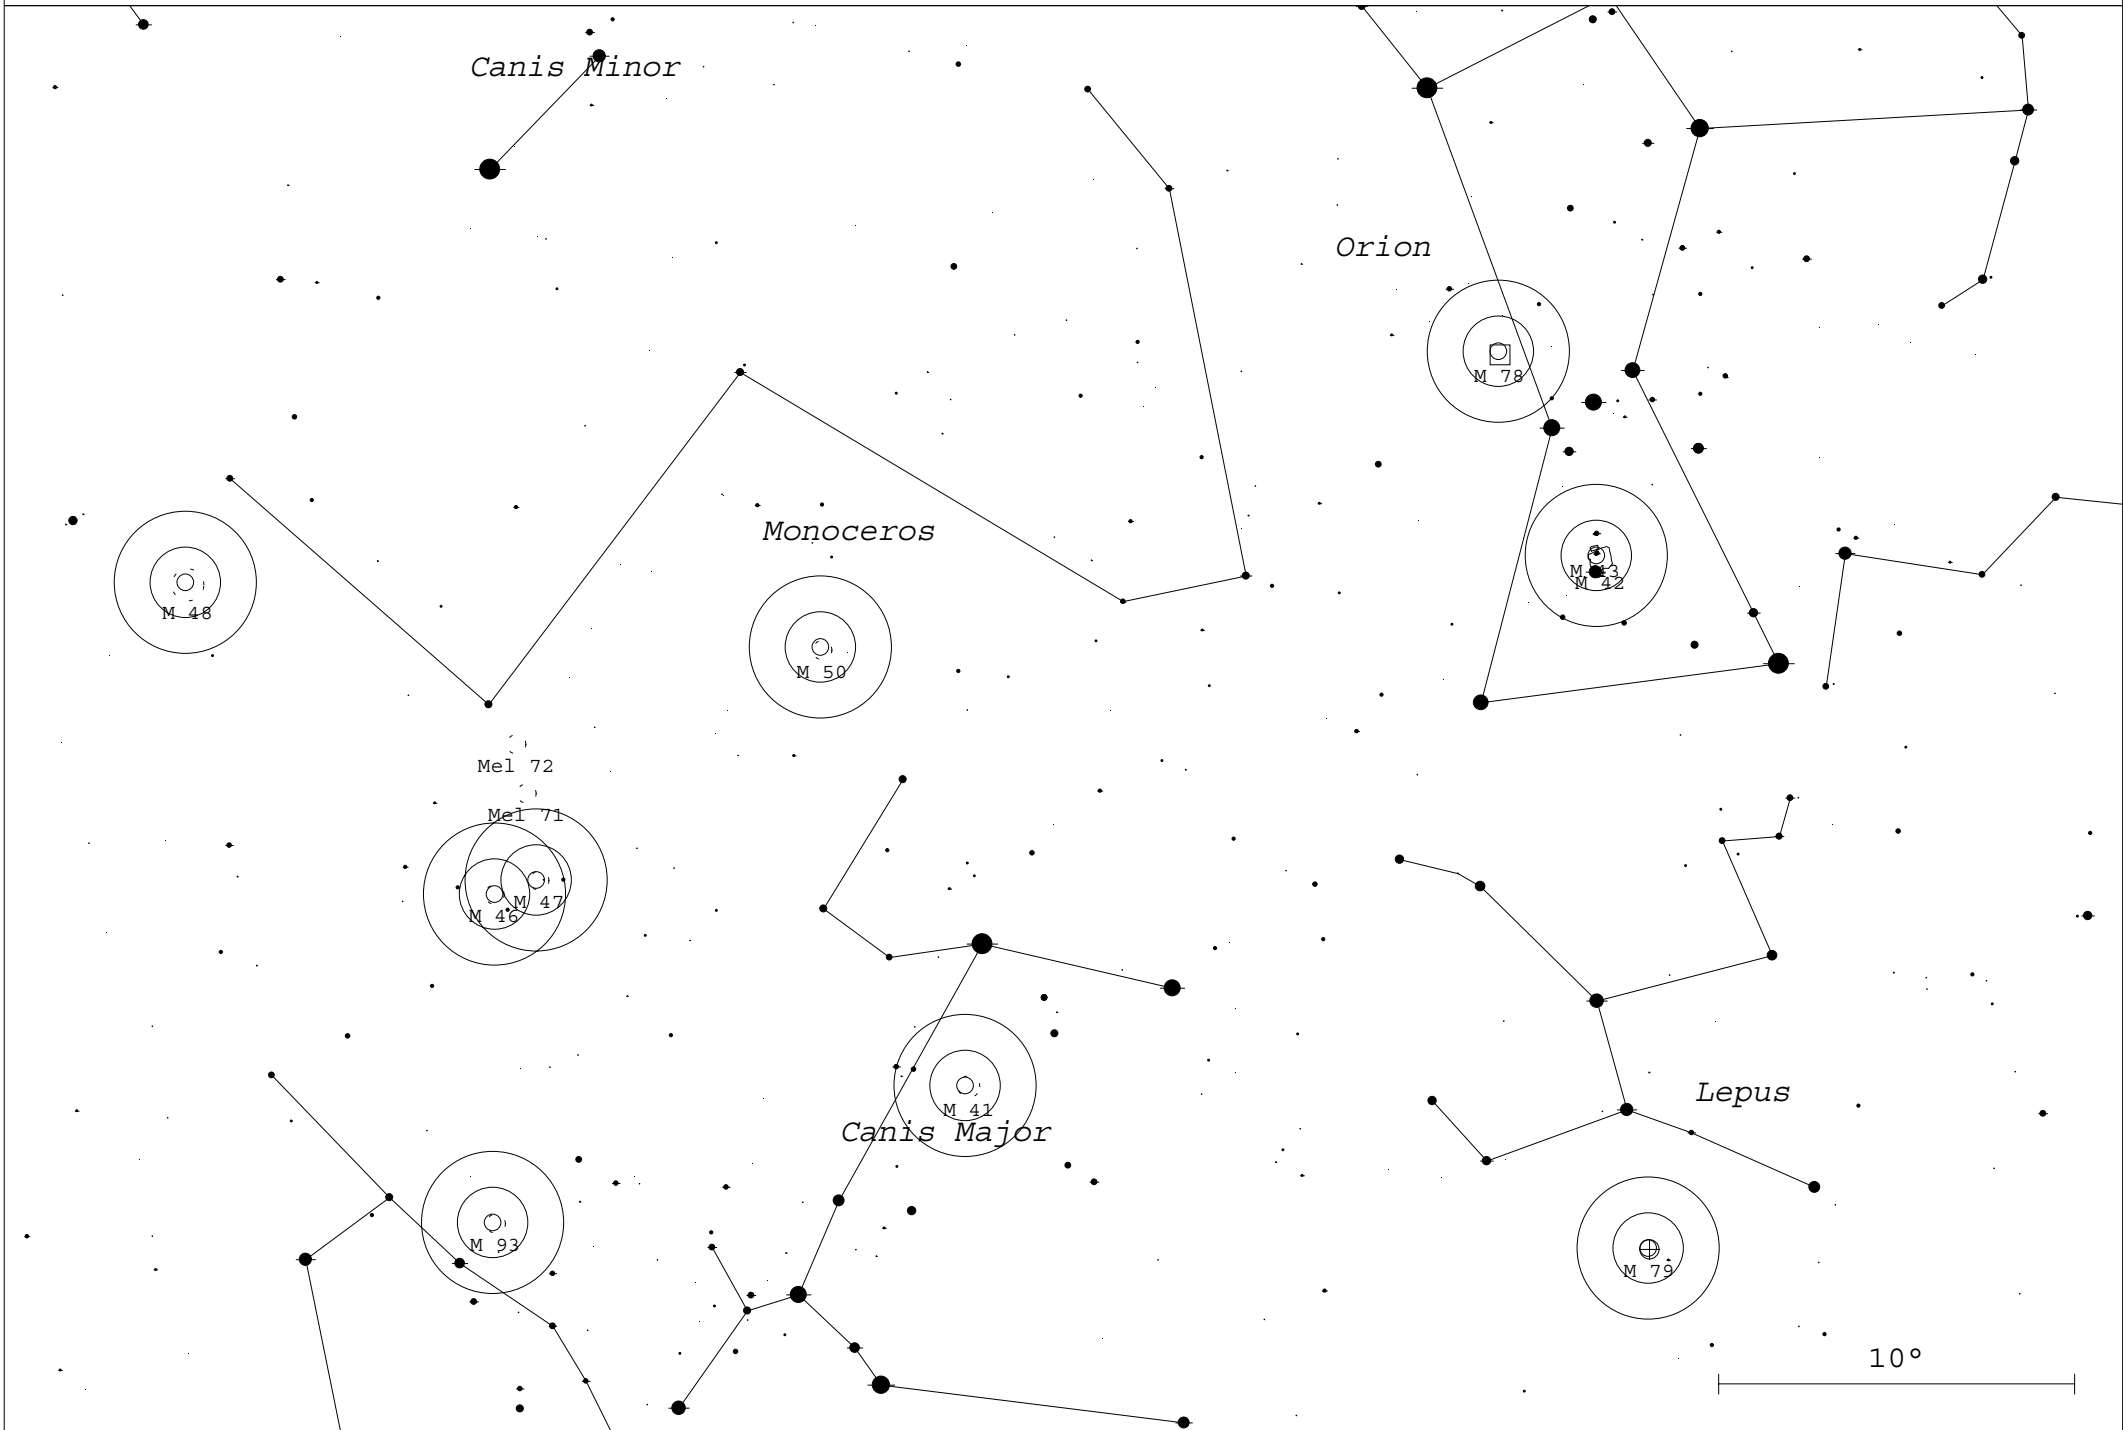 Canis Minor
Orion
M 78
Monoceros
M 43
M 42
M 48
M 50
Mel 72
Mel 71
M 47
M 46
Lepus
M 41
Canis Major
M 93
M 79
10°